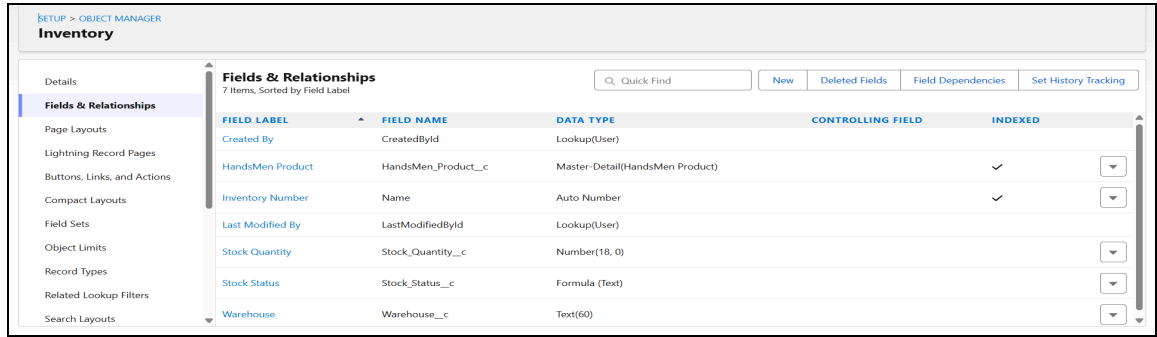 SETUP > OBJECT MANAGER
Inventory
Details
Fields & Relationships
Page Layouts
Lightning Record Pages
Buttons, Links, and Actions
Compact Layouts
Field Sets
Object Limits
Record Types
Related Lookup Filters
Search Layouts
Fields & Relationships
7 Items, Sorted by Field Label
Quick Find
New
Deleted Fields
Field Dependencies
Set History Tracking
FIELD LABEL FIELD NAME DATA TYPE CONTROLLING FIELD INDEXED
Created By CreatedById Lookup(User)
HandsMen Product HandsMen_Product__c Master-Detail(HandsMen Product)
Inventory Number Name Auto Number
Last Modified By LastModifiedById Lookup(User)
Stock Quantity Stock_Quantity__c Number(18, 0)
Stock Status Stock_Status__c Formula (Text)
Warehouse Warehouse__c Text(60)